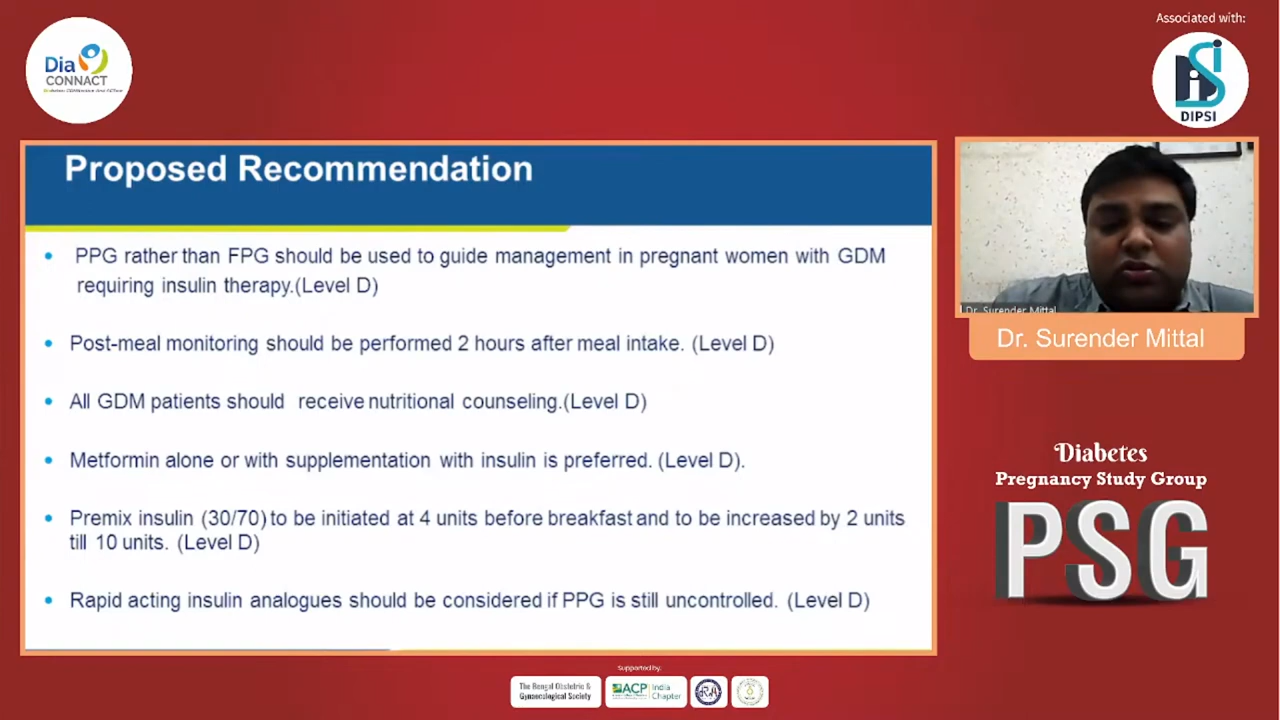 Dia
CONNACT
Associated with:
DIPSI
Proposed Recommendation
PPG rather than FPG should be used to guide management in pregnant women with GDM
requiring insulin therapy.(Level D)
Post-meal monitoring should be performed 2 hours after meal intake. (Level D)
All GDM patients should receive nutritional counseling.(Level D)
Metformin alone or with supplementation with insulin is preferred. (Level D).
Premix insulin (30/70) to be initiated at 4 units before breakfast and to be increased by 2 units
till 10 units. (Level D)
Rapid acting insulin analogues should be considered if PPG is still uncontrolled. (Level D)
Dr. Surender Mittal
Dr. Surender Mittal
Diabetes
Pregnancy Study Group
PSG
Supported by:
The Bengal Obstetric &
Gynaecological Society
ACP India
Chapter